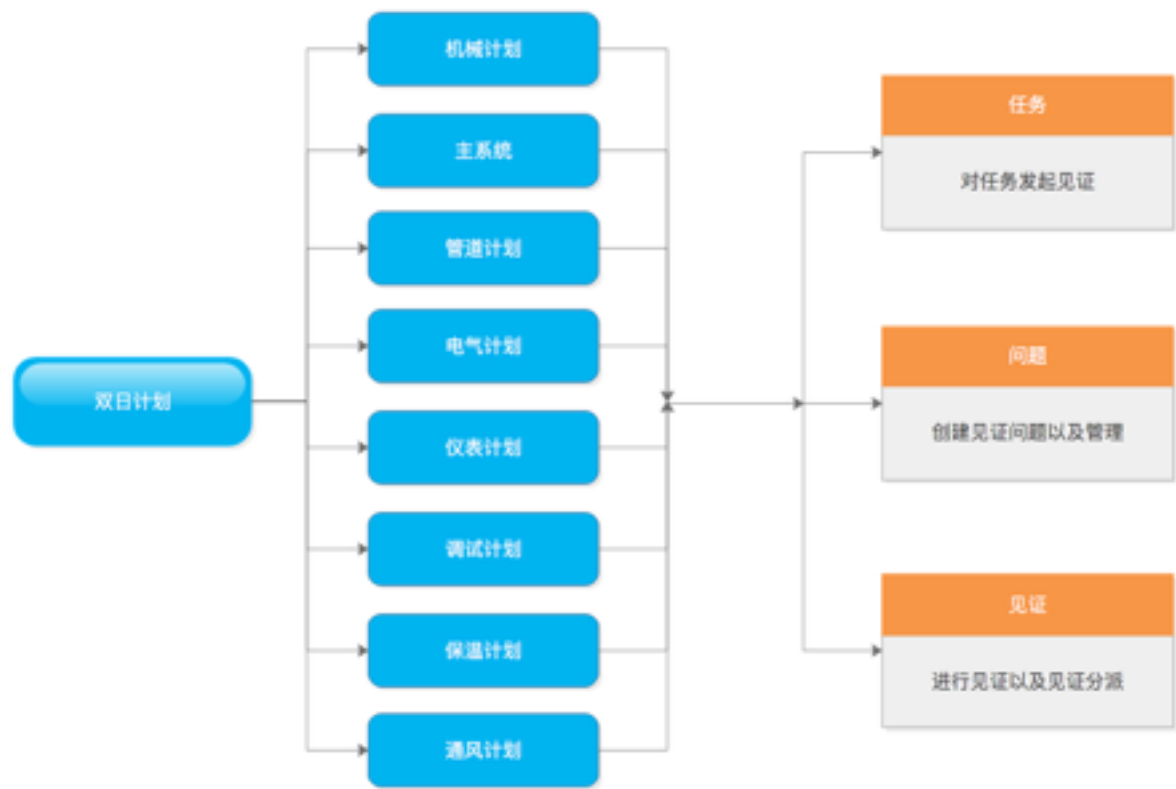 双日计划
机械计划
主系统
管道计划
电气计划
仪表计划
调试计划
保温计划
通风计划
任务
对任务发起见证
问题
创建见证问题以及管理
见证
进行见证以及见证分派